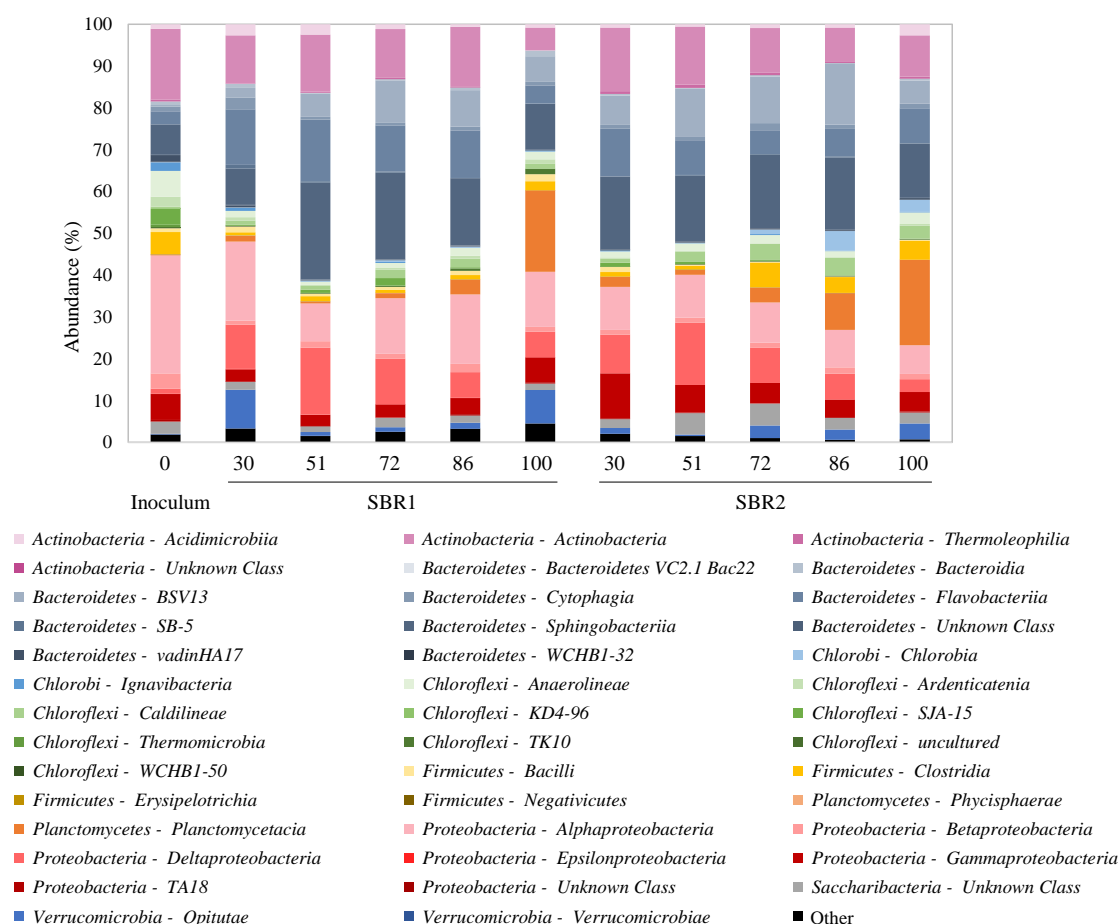 100
90
80
70
60
50
40
30
20
10
0
Abundance (%)
0 30 51 72 86 100 30 51 72 86 100
Inoculum SBR1 SBR2
Actinobacteria - Acidimicrobiia Actinobacteria - Actinobacteria Actinobacteria - Thermoleophilia
Actinobacteria - Unknown Class Bacteroidetes - Bacteroidetes VC2.1 Bac22 Bacteroidetes - Bacteroidia
Bacteroidetes - BSV13 Bacteroidetes - Cytophagia Bacteroidetes - Flavobacteriia
Bacteroidetes - SB-5 Bacteroidetes - Sphingobacteriia Bacteroidetes - Unknown Class
Bacteroidetes - vadinHA17 Bacteroidetes - WCHB1-32 Chlorobi - Chlorobia
Chlorobi - Ignavibacteria Chloroflexi - Anaerolineae Chloroflexi - Ardenticatenia
Chloroflexi - Caldilineae Chloroflexi - KD4-96 Chloroflexi - SJA-15
Chloroflexi - Thermomicrobia Chloroflexi - TK10 Chloroflexi - uncultured
Chloroflexi - WCHB1-50 Firmicutes - Bacilli Firmicutes - Clostridia
Firmicutes - Erysipelotrichia Firmicutes - Negativicutes Planctomycetes - Phycisphaerae
Planctomycetes - Planctomycetacia Proteobacteria - Alphaproteobacteria Proteobacteria - Betaproteobacteria
Proteobacteria - Deltaproteobacteria Proteobacteria - Epsilonproteobacteria Proteobacteria - Gammaproteobacteria
Proteobacteria - TA18 Proteobacteria - Unknown Class Saccharibacteria - Unknown Class
Verrucomicrobia - Opitutae Verrucomicrobia - Verrucomicrobiae Other